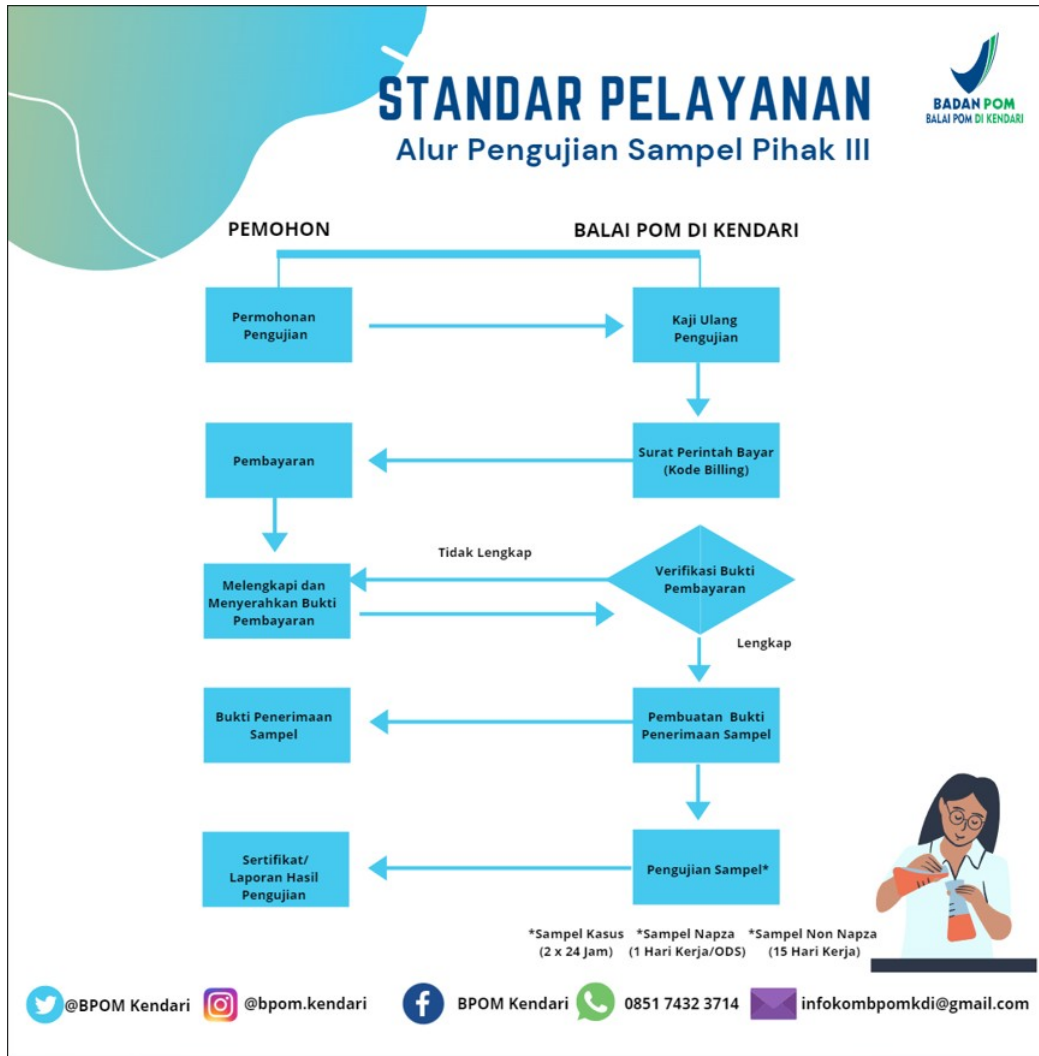 STANDAR PELAYANAN
Alur Pengujian Sampel Pihak III
BADAN POM
BALAI POM DI KENDARI
PEMOHON
BALAI POM DI KENDARI
Permohonan
Pengujian
Kaji Ulang
Pengujian
Pembayaran
Surat Perintah Bayar
(Kode Billing)
Tidak Lengkap
Melengkapi dan
Menyerahkan Bukti
Pembayaran
Verifikasi Bukti
Pembayaran
Lengkap
Bukti Penerimaan
Sampel
Pembuatan Bukti
Penerimaan Sampel
Sertifikat/
Laporan Hasil
Pengujian
Pengujian Sampel*
*Sampel Kasus
(2 x 24 Jam)
*Sampel Napza
(1 Hari Kerja/ODS)
*Sampel Non Napza
(15 Hari Kerja)
@BPOM Kendari
@bpom.kendari
BPOM Kendari
0851 7432 3714
infokombpomkdi@gmail.com